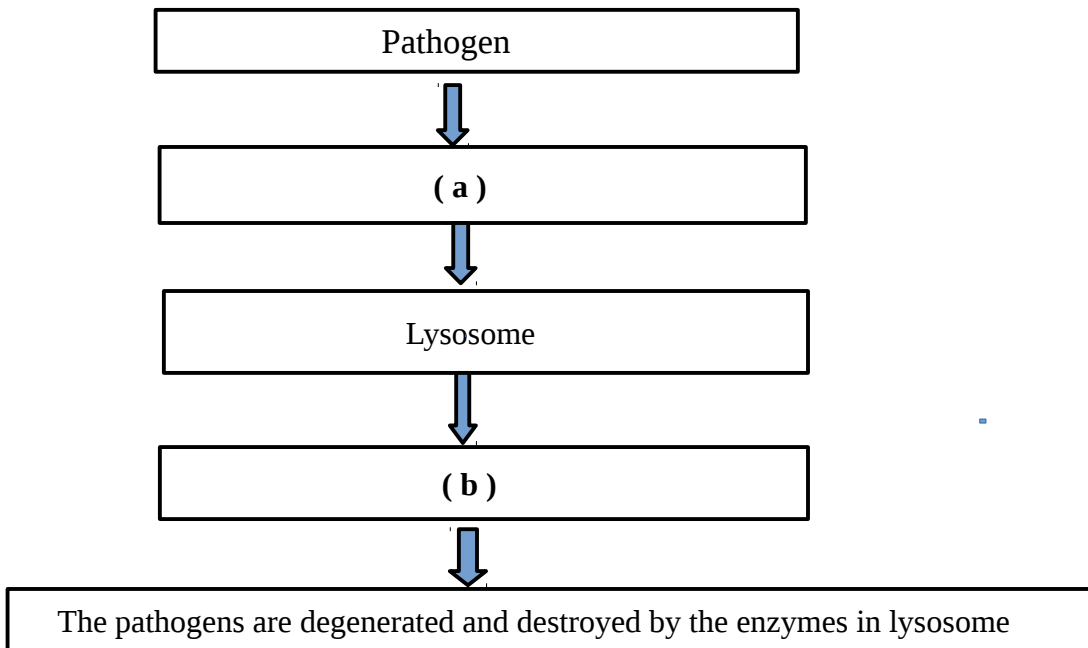 Pathogen
( a )
Lysosome
( b )
The pathogens are degenerated and destroyed by the enzymes in lysosome